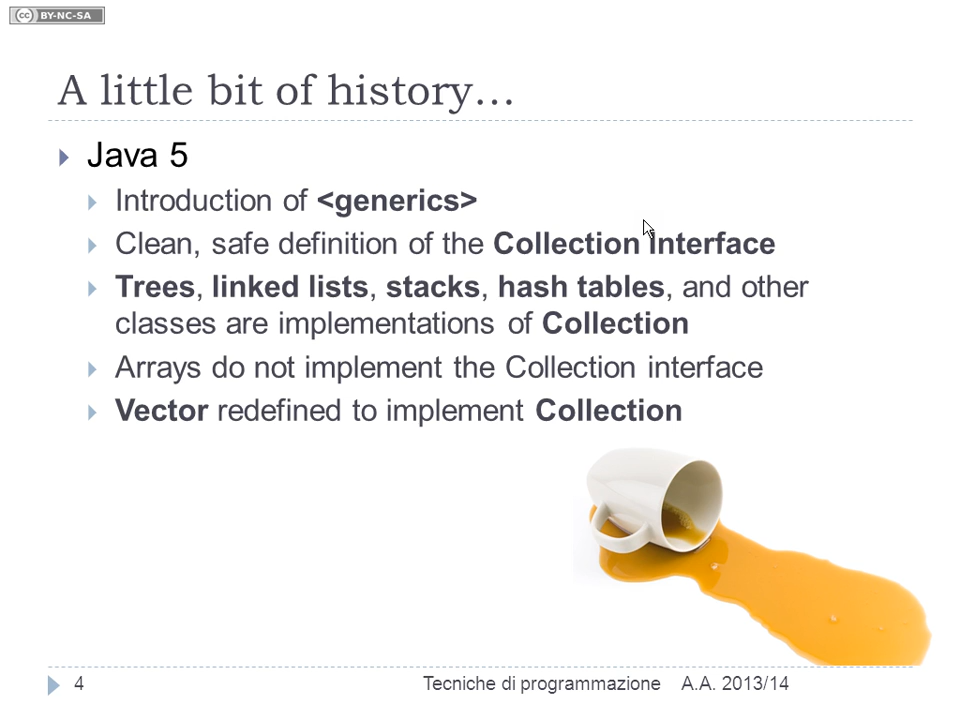 BY-NC-SA
A little bit of history…
Java 5
Introduction of <generics>
Clean, safe definition of the Collection interface
Trees, linked lists, stacks, hash tables, and other
classes are implementations of Collection
Arrays do not implement the Collection interface
Vector redefined to implement Collection
4 Tecniche di programmazione A.A. 2013/14